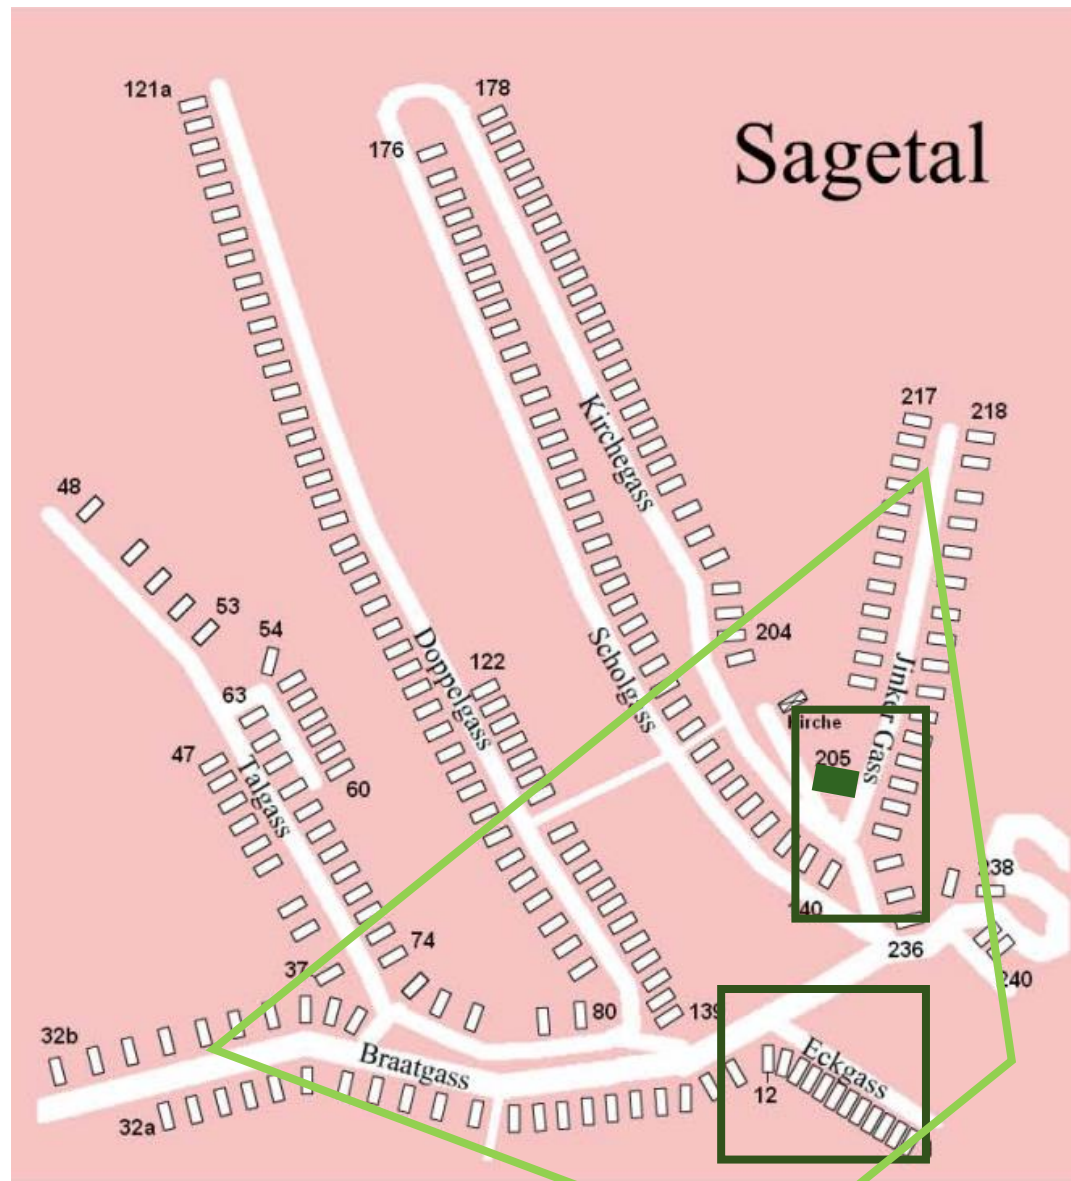 121a
178
176
Sagetal
Kirchegass
217
218
48
53
54
204
Scholgass
Doppelgass
122
63
Jinker Gass
Kirche
47
Talgass
205
60
238
140
74
236
37
240
32b
80
139
Eckgass
Braatgass
12
32a